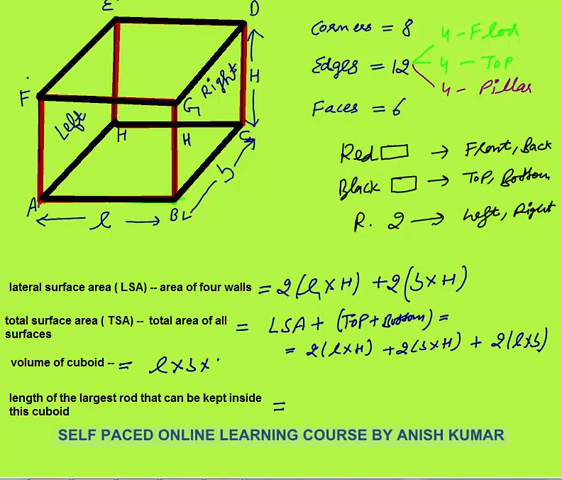 E
D
F
G
Left
Right
H
H
H
C
A
B
l
b
Corners = 8
Edges = 12
4 - Floor
4 - Top
4 - Pillar
Faces = 6
Red → Front, Back
Black → Top, Bottom
R. 2 → Left, Right
lateral surface area ( LSA) -- area of four walls = 2(l×H) + 2(b×H)
total surface area ( TSA) -- total area of all surfaces = LSA + (Top + Bottom) =
= 2(l×H) + 2(b×H) + 2(l×b)
volume of cuboid -- = l×b×
length of the largest rod that can be kept inside
this cuboid =
SELF PACED ONLINE LEARNING COURSE BY ANISH KUMAR